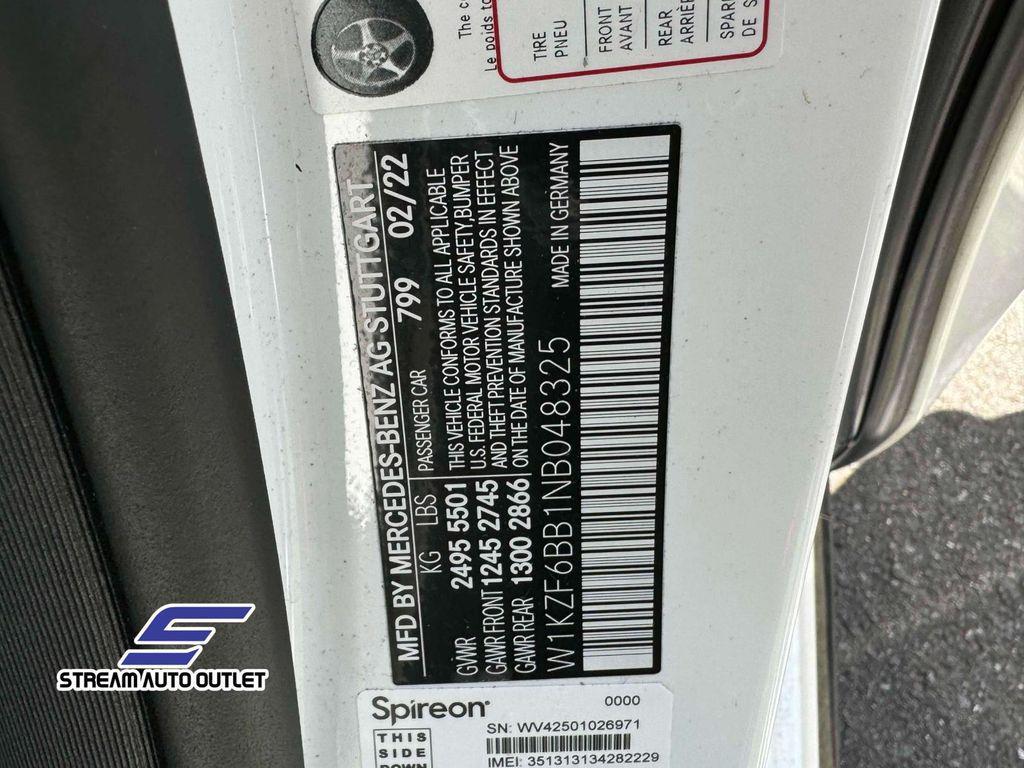 The c
Le poids to
TIRE
PNEU
FRONT
AVANT
REAR
ARRIÈ
SPAR
DE S
MFD BY MERCEDES-BENZ AG STUTTGART
799 02/22
KG LBS PASSENGER CAR
GVWR 2495 5501
GAWR FRONT 1245 2745
GAWR REAR 1300 2866
THIS VEHICLE CONFORMS TO ALL APPLICABLE
U.S. FEDERAL MOTOR VEHICLE SAFETY,BUMPER
AND THEFT PREVENTION STANDARDS IN EFFECT
ON THE DATE OF MANUFACTURE SHOWN ABOVE
W1KZF6BB1NB048325 MADE IN GERMANY
Spireon 0000
SN: WV42501026971
THIS
SIDE
DOWN
IMEI: 351313134282229
STREAM AUTO OUTLET